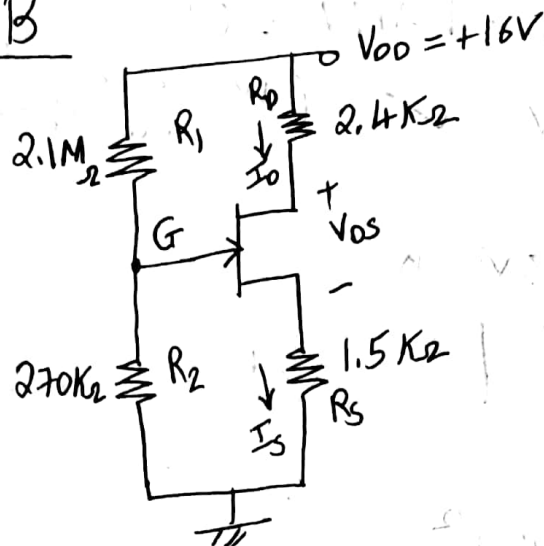 B
VDD = +16V
RD
2.4KΩ
2.1MΩ
R1
ID
+
VDS
-
G
270KΩ
R2
1.5KΩ
RS
IS